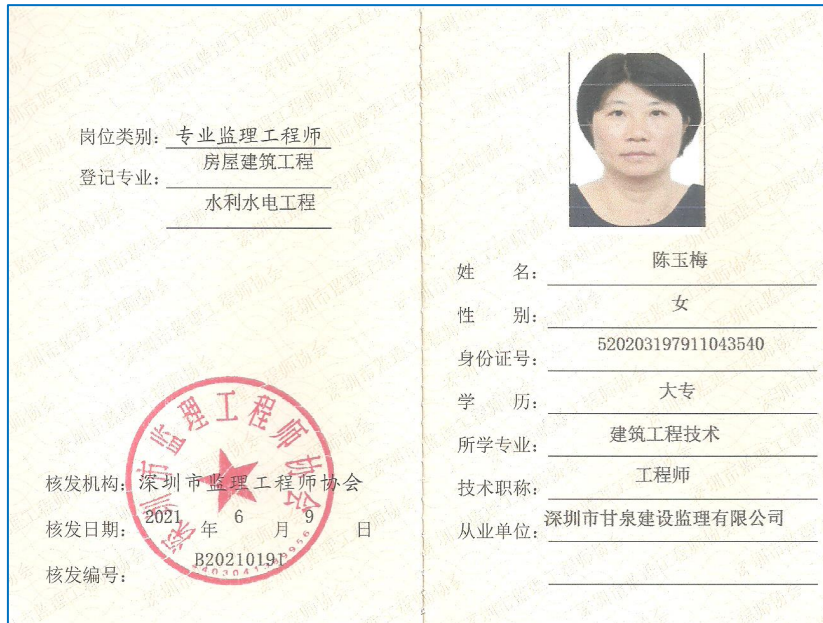 岗位类别：专业监理工程师
登记专业：房屋建筑工程
水利水电工程
核发机构：深圳市监理工程师协会
核发日期：2021 年 6 月 9 日
核发编号：B20210191
深圳市监理工程师协会
姓 名：陈玉梅
性 别：女
身份证号：520203197911043540
学 历：大专
所学专业：建筑工程技术
技术职称：工程师
从业单位：深圳市甘泉建设监理有限公司